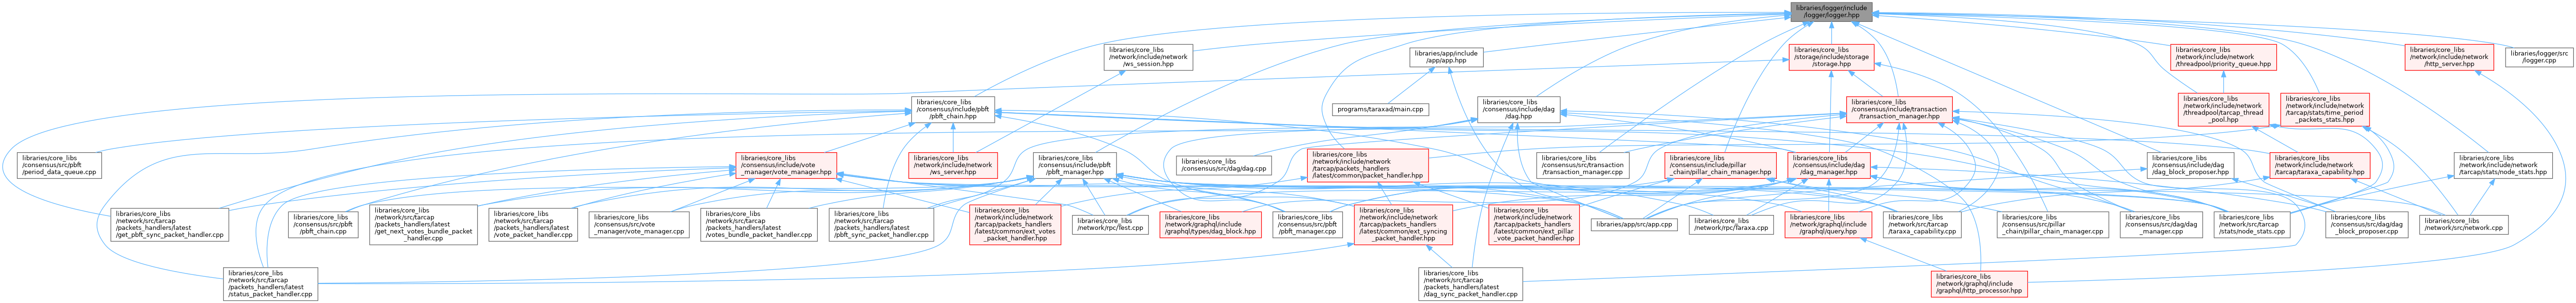 libraries/logger/include
/logger/logger.hpp
libraries/core_libs
/network/include/network
/ws_session.hpp
libraries/app/include
/app/app.hpp
libraries/core_libs
/storage/include/storage
/storage.hpp
libraries/core_libs
/network/include/network
/threadpool/priority_queue.hpp
libraries/core_libs
/network/include/network
/http_server.hpp
libraries/logger/src
/logger.cpp
libraries/core_libs
/consensus/include/pbft
/pbft_chain.hpp
programs/taraxad/main.cpp
libraries/core_libs
/consensus/include/dag
/dag.hpp
libraries/core_libs
/consensus/include/transaction
/transaction_manager.hpp
libraries/core_libs
/network/include/network
/threadpool/tarcap_thread
_pool.hpp
libraries/core_libs
/network/include/network
/tarcap/stats/time_period
_packets_stats.hpp
libraries/core_libs
/consensus/src/pbft
/period_data_queue.cpp
libraries/core_libs
/consensus/include/vote
_manager/vote_manager.hpp
libraries/core_libs
/network/include/network
/ws_server.hpp
libraries/core_libs
/consensus/include/pbft
/pbft_manager.hpp
libraries/core_libs
/consensus/src/dag/dag.cpp
libraries/core_libs
/network/include/network
/tarcap/packets_handlers
/latest/common/packet_handler.hpp
libraries/core_libs
/consensus/src/transaction
/transaction_manager.cpp
libraries/core_libs
/consensus/include/pillar
_chain/pillar_chain_manager.hpp
libraries/core_libs
/consensus/include/dag
/dag_manager.hpp
libraries/core_libs
/consensus/include/dag
/dag_block_proposer.hpp
libraries/core_libs
/network/include/network
/tarcap/taraxa_capability.hpp
libraries/core_libs
/network/include/network
/tarcap/stats/node_stats.hpp
libraries/core_libs
/network/src/tarcap
/packets_handlers/latest
/get_pbft_sync_packet_handler.cpp
libraries/core_libs
/consensus/src/pbft
/pbft_chain.cpp
libraries/core_libs
/network/src/tarcap
/packets_handlers/latest
/get_next_votes_bundle_packet
_handler.cpp
libraries/core_libs
/network/src/tarcap
/packets_handlers/latest
/vote_packet_handler.cpp
libraries/core_libs
/consensus/src/vote
_manager/vote_manager.cpp
libraries/core_libs
/network/src/tarcap
/packets_handlers/latest
/votes_bundle_packet_handler.cpp
libraries/core_libs
/network/src/tarcap
/packets_handlers/latest
/pbft_sync_packet_handler.cpp
libraries/core_libs
/network/include/network
/tarcap/packets_handlers
/latest/common/ext_votes
_packet_handler.hpp
libraries/core_libs
/network/rpc/Test.cpp
libraries/core_libs
/network/graphql/include
/graphql/types/dag_block.hpp
libraries/core_libs
/consensus/src/pbft
/pbft_manager.cpp
libraries/core_libs
/network/include/network
/tarcap/packets_handlers
/latest/common/ext_syncing
_packet_handler.hpp
libraries/core_libs
/network/include/network
/tarcap/packets_handlers
/latest/common/ext_pillar
_vote_packet_handler.hpp
libraries/app/src/app.cpp
libraries/core_libs
/network/rpc/Taraxa.cpp
libraries/core_libs
/network/graphql/include
/graphql/query.hpp
libraries/core_libs
/network/src/tarcap
/taraxa_capability.cpp
libraries/core_libs
/consensus/src/pillar
_chain/pillar_chain_manager.cpp
libraries/core_libs
/consensus/src/dag/dag
_manager.cpp
libraries/core_libs
/network/src/tarcap
/stats/node_stats.cpp
libraries/core_libs
/consensus/src/dag/dag
_block_proposer.cpp
libraries/core_libs
/network/src/network.cpp
libraries/core_libs
/network/src/tarcap
/packets_handlers/latest
/status_packet_handler.cpp
libraries/core_libs
/network/src/tarcap
/packets_handlers/latest
/dag_sync_packet_handler.cpp
libraries/core_libs
/network/graphql/include
/graphql/http_processor.hpp